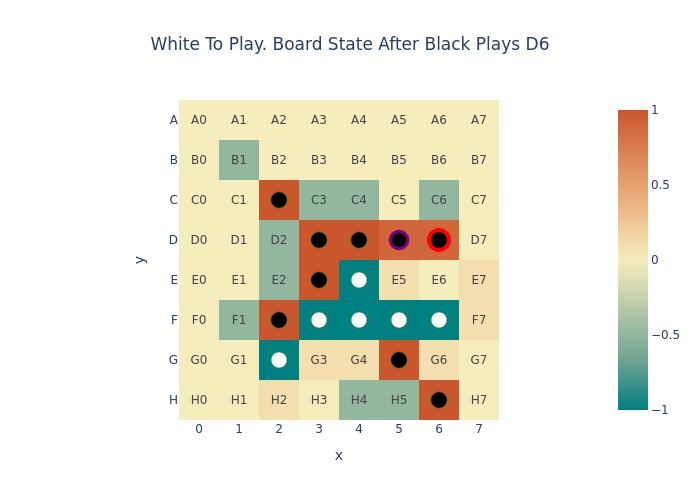 White To Play. Board State After Black Plays D6
A A0 A1 A2 A3 A4 A5 A6 A7
B B0 B1 B2 B3 B4 B5 B6 B7
C C0 C1 C3 C4 C5 C6 C7
D D0 D1 D2 D7
E E0 E1 E2 E5 E6 E7
F F0 F1 F7
G G0 G1 G3 G4 G6 G7
H H0 H1 H2 H3 H4 H5 H7
0 1 2 3 4 5 6 7
x
y
1
0.5
0
−0.5
−1